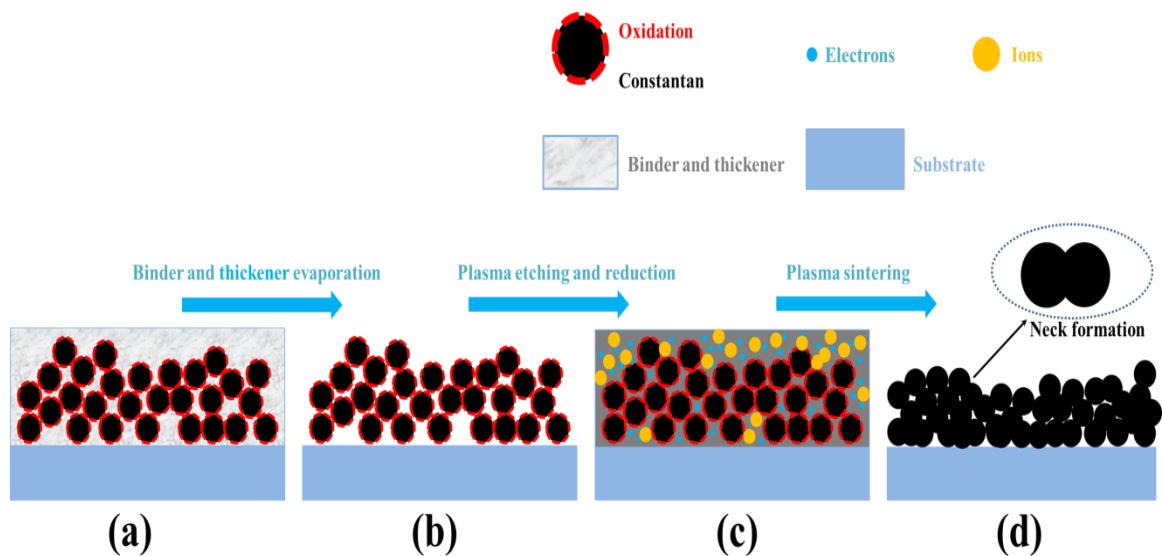 Oxidation
Constantan
Electrons
Ions
Binder and thickener
Substrate
Binder and thickener evaporation
Plasma etching and reduction
Plasma sintering
Neck formation
(a)
(b)
(c)
(d)